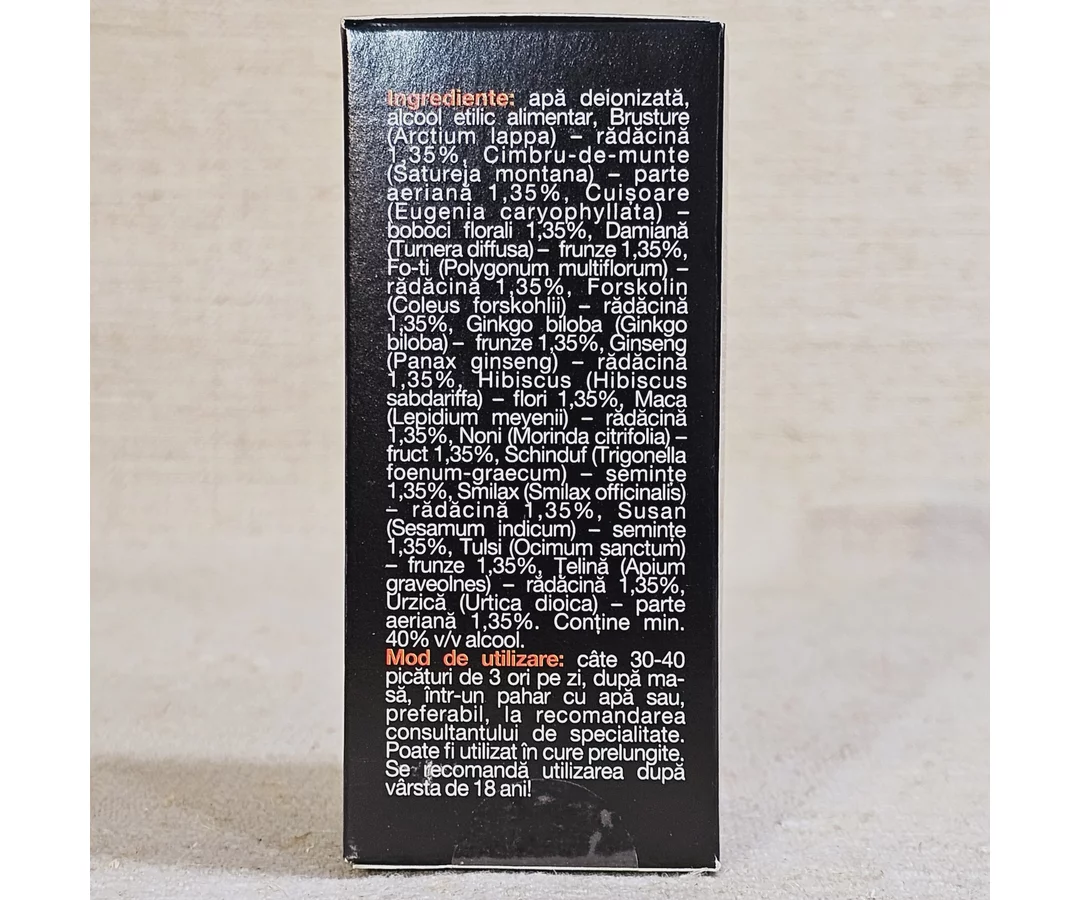 Ingrediente: apă deionizată,
alcool etilic alimentar, Brusture
(Arctium lappa) – rădăcină
1,35%, Cimbru-de-munte
(Satureja montana) – parte
aeriană 1,35%, Cuișoare
(Eugenia caryophyllata) –
boboci florali 1,35%, Damiană
(Turnera diffusa) – frunze 1,35%,
Fo-ti (Polygonum multiflorum) –
rădăcină 1,35%, Forskolin
(Coleus forskohlii) – rădăcină
1,35%, Ginkgo biloba (Ginkgo
biloba) – frunze 1,35%, Ginseng
(Panax ginseng) – rădăcină
1,35%, Hibiscus (Hibiscus
sabdariffa) – flori 1,35%, Maca
(Lepidium meyenii) – rădăcină
1,35%, Noni (Morinda citrifolia) –
fruct 1,35%, Schinduf (Trigonella
foenum-graecum) – semințe
1,35%, Smilax (Smilax officinalis)
– rădăcină 1,35%, Susan
(Sesamum indicum) – semințe
1,35%, Tulsi (Ocimum sanctum)
– frunze 1,35%, Țelină (Apium
graveolnes) – rădăcină 1,35%,
Urzică (Urtica dioica) – parte
aeriană 1,35%. Conține min.
40% v/v alcool.
Mod de utilizare: câte 30-40
picături de 3 ori pe zi, după ma-
să, într-un pahar cu apă sau,
preferabil, la recomandarea
consultantului de specialitate.
Poate fi utilizat în cure prelungite.
Se recomandă utilizarea după
vârsta de 18 ani!